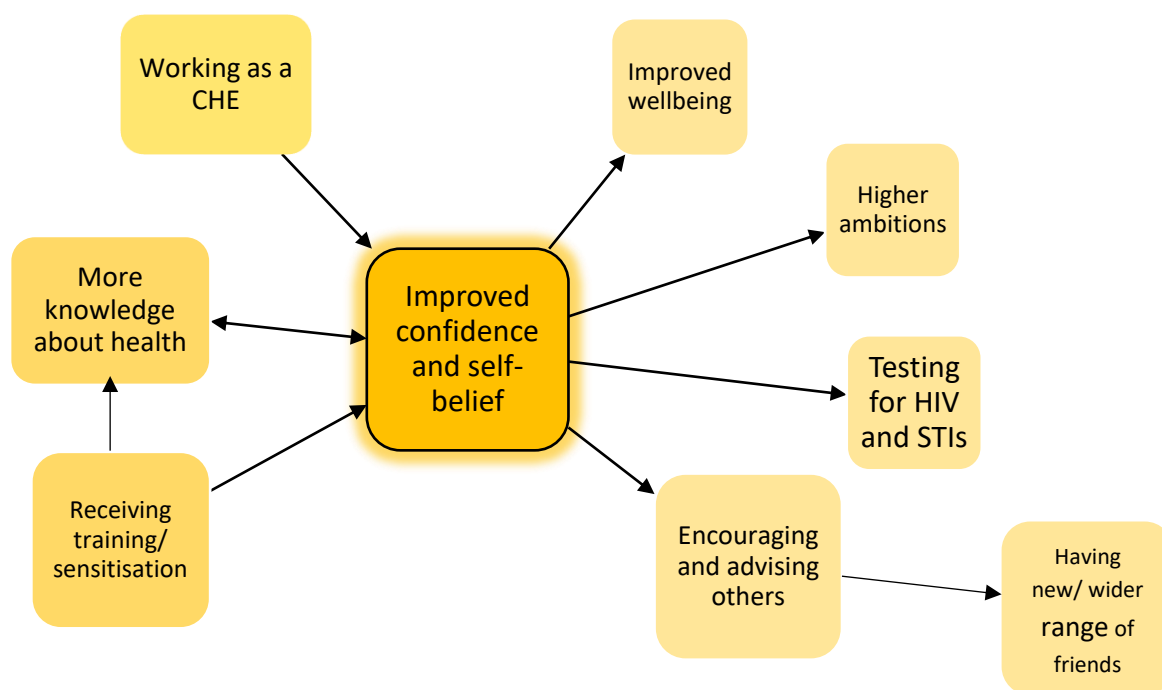 Working as a
CHE
Improved
wellbeing
Higher
ambitions
More
knowledge
about health
Improved
confidence
and self-
belief
Testing
for HIV
and STIs
Receiving
training/
sensitisation
Encouraging
and advising
others
Having
new/ wider
range of
friends